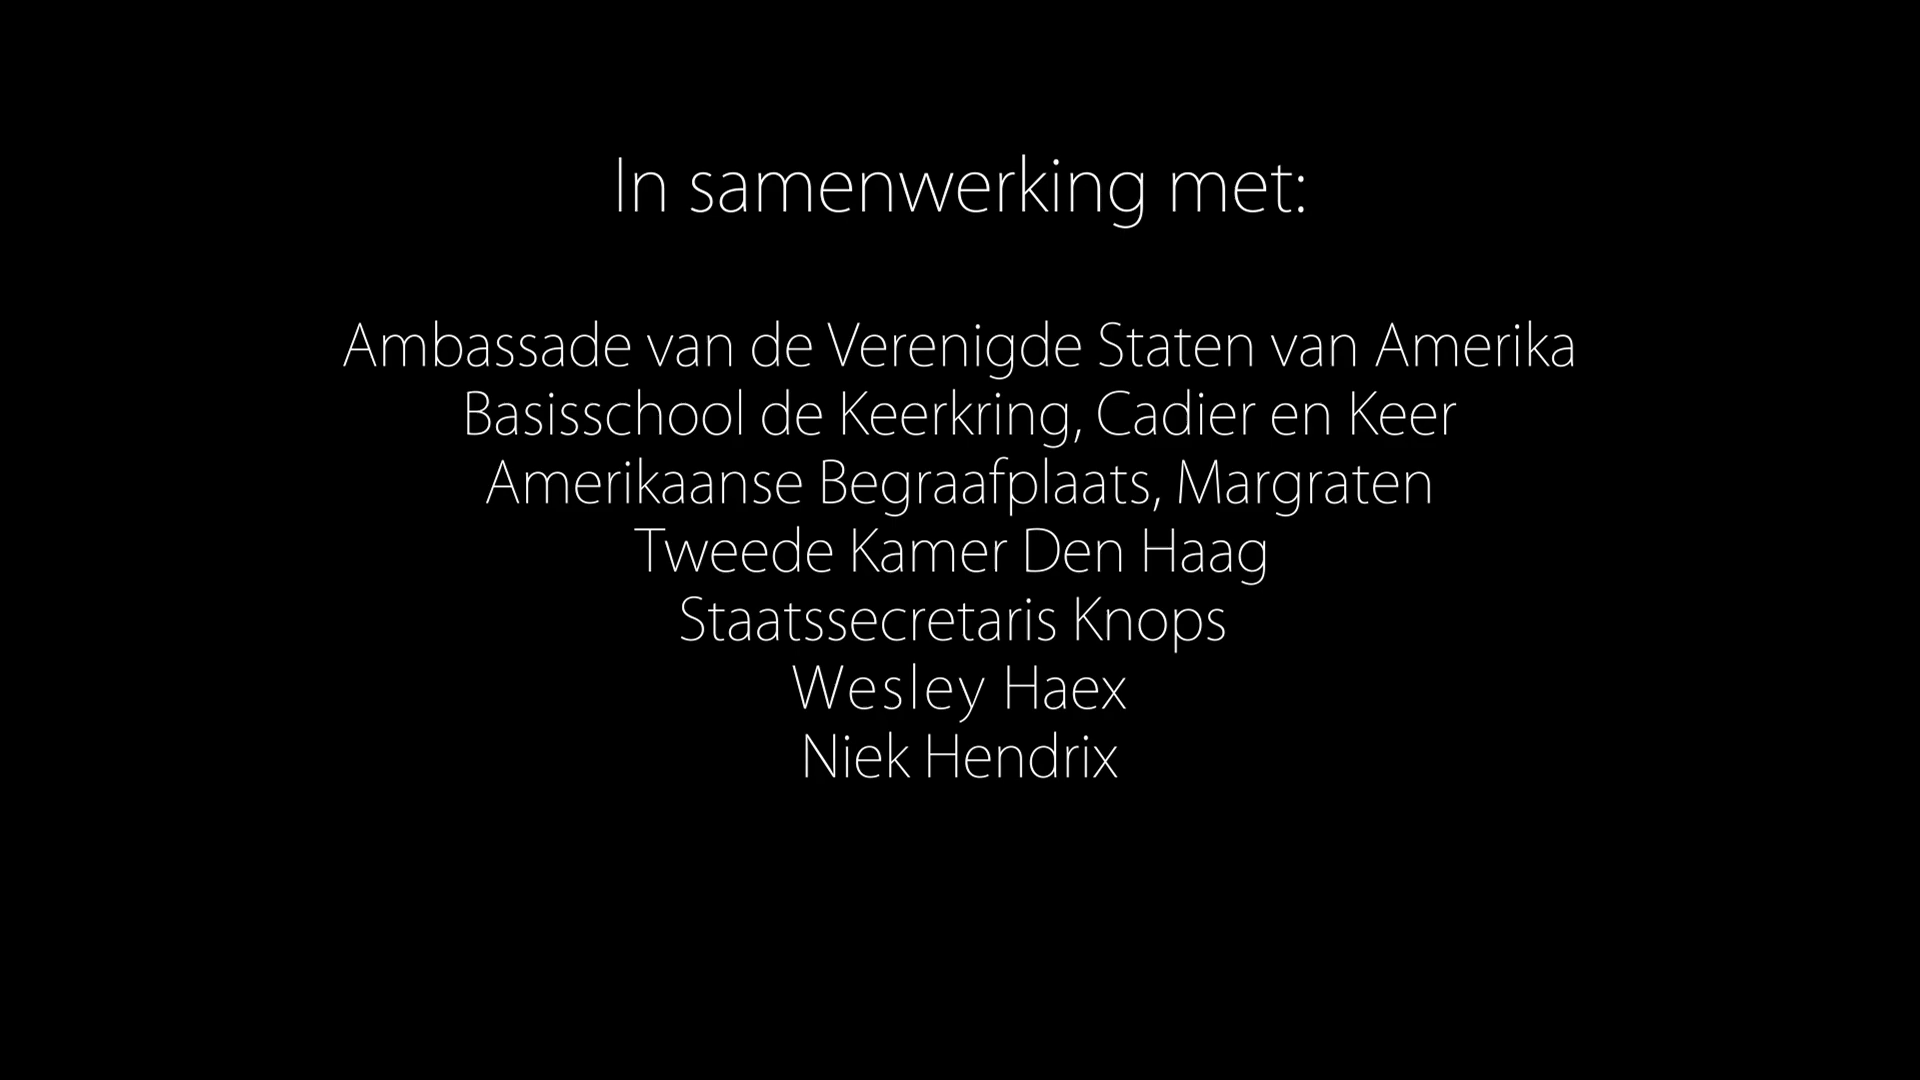 In samenwerking met:
Ambassade van de Verenigde Staten van Amerika
Basisschool de Keerkring, Cadier en Keer
Amerikaanse Begraafplaats, Margraten
Tweede Kamer Den Haag
Staatssecretaris Knops
Wesley Haex
Niek Hendrix